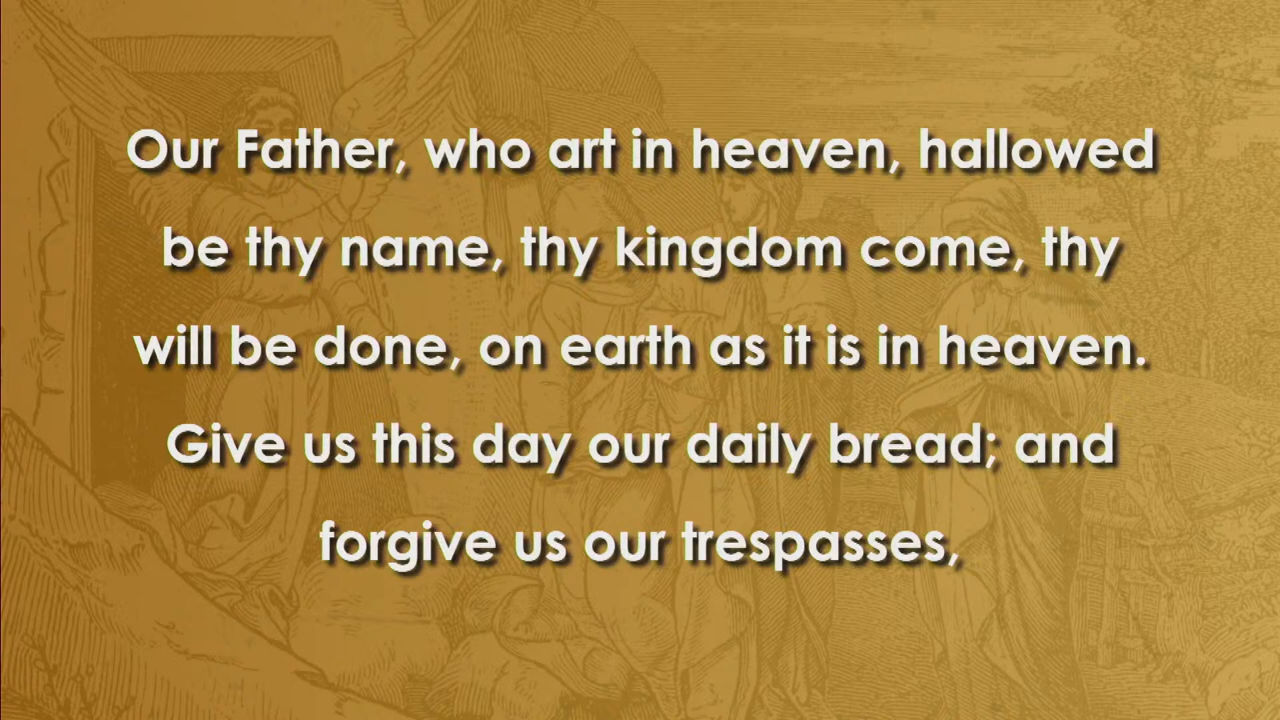 Our Father, who art in heaven, hallowed
be thy name, thy kingdom come, thy
will be done, on earth as it is in heaven.
Give us this day our daily bread; and
forgive us our trespasses,